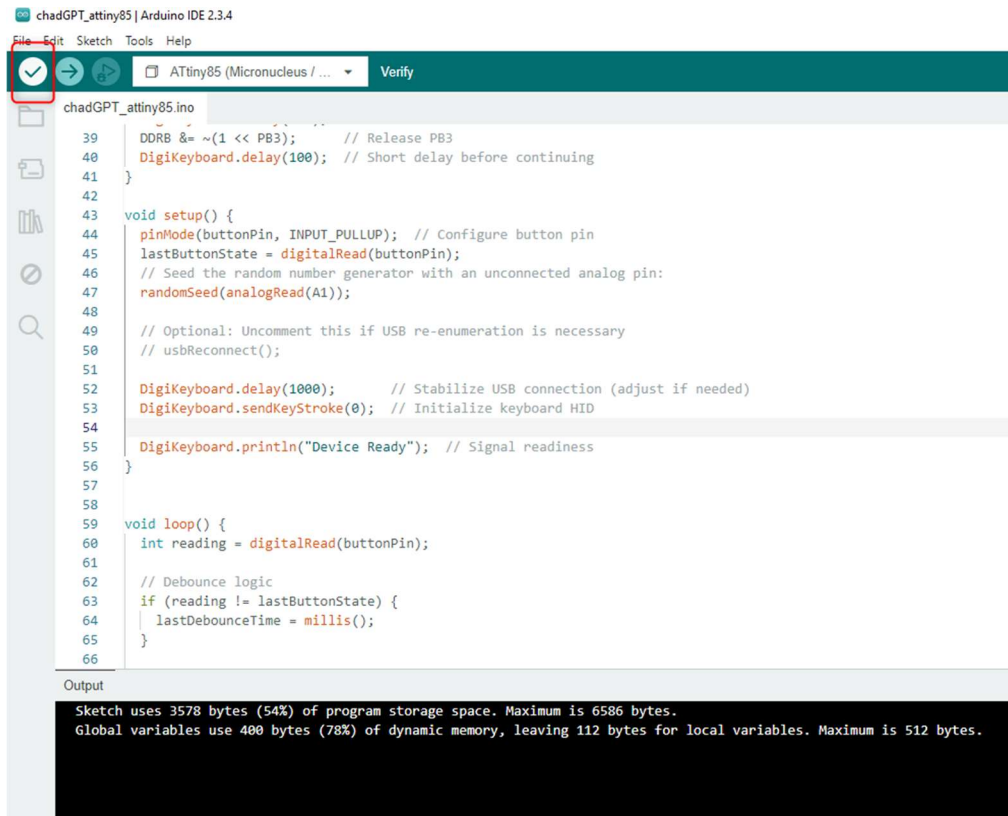 chadGPT_attiny85 | Arduino IDE 2.3.4
File Edit Sketch Tools Help
ATtiny85 (Micronucleus / ... Verify
chadGPT_attiny85.ino
39 DDRB &= ~(1 << PB3); // Release PB3
40 DigiKeyboard.delay(100); // Short delay before continuing
41 }
42
43 void setup() {
44 pinMode(buttonPin, INPUT_PULLUP); // Configure button pin
45 lastButtonState = digitalRead(buttonPin);
46 // Seed the random number generator with an unconnected analog pin:
47 randomSeed(analogRead(A1));
48
49 // Optional: Uncomment this if USB re-enumeration is necessary
50 // usbReconnect();
51
52 DigiKeyboard.delay(1000); // Stabilize USB connection (adjust if needed)
53 DigiKeyboard.sendKeyStroke(0); // Initialize keyboard HID
54
55 DigiKeyboard.println("Device Ready"); // Signal readiness
56 }
57
58
59 void loop() {
60 int reading = digitalRead(buttonPin);
61
62 // Debounce logic
63 if (reading != lastButtonState) {
64 lastDebounceTime = millis();
65 }
66
Output
Sketch uses 3578 bytes (54%) of program storage space. Maximum is 6586 bytes.
Global variables use 400 bytes (78%) of dynamic memory, leaving 112 bytes for local variables. Maximum is 512 bytes.